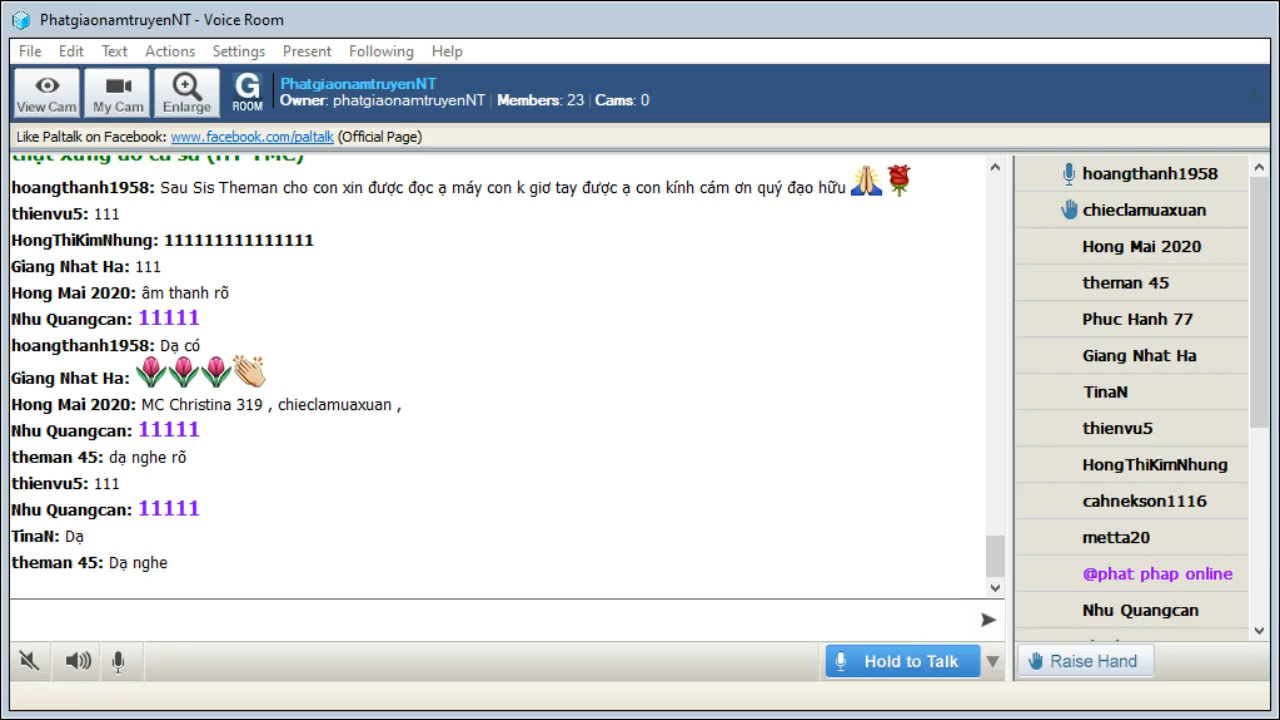 PhatgiaonamtruyenNT - Voice Room
File Edit Text Actions Settings Present Following Help
View Cam My Cam Enlarge G ROOM
PhatgiaonamtruyenNT
Owner: phatgiaonamtruyenNT | Members: 23 | Cams: 0
Like Paltalk on Facebook: www.facebook.com/paltalk (Official Page)
hoangthanh1958: Sau Sis Theman cho con xin được đọc ạ máy con k giơ tay được ạ con kính cám ơn quý đạo hữu
thienvu5: 111
HongThiKimNhung: 111111111111111
Giang Nhat Ha: 111
Hong Mai 2020: âm thanh rõ
Nhu Quangcan: 11111
hoangthanh1958: Dạ có
Giang Nhat Ha:
Hong Mai 2020: MC Christina 319 , chieclamuaxuan ,
Nhu Quangcan: 11111
theman 45: dạ nghe rõ
thienvu5: 111
Nhu Quangcan: 11111
TinaN: Dạ
theman 45: Dạ nghe
Hold to Talk
hoangthanh1958
chieclamuaxuan
Hong Mai 2020
theman 45
Phuc Hanh 77
Giang Nhat Ha
TinaN
thienvu5
HongThiKimNhung
cahnekson1116
metta20
@phat phap online
Nhu Quangcan
Raise Hand